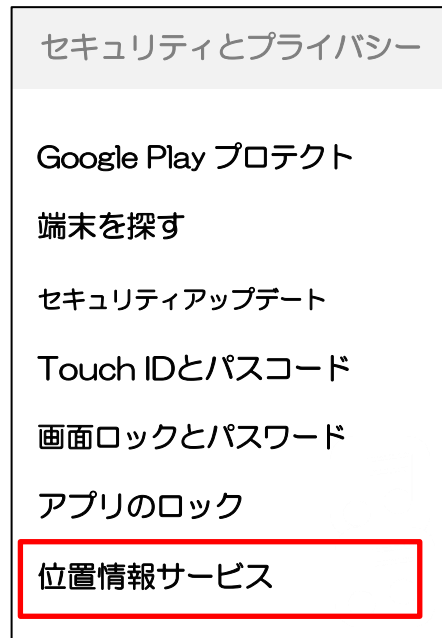 セキュリティとプライバシー
Google Play プロテクト
端末を探す
セキュリティアップデート
Touch IDとパスコード
画面ロックとパスワード
アプリのロック
位置情報サービス